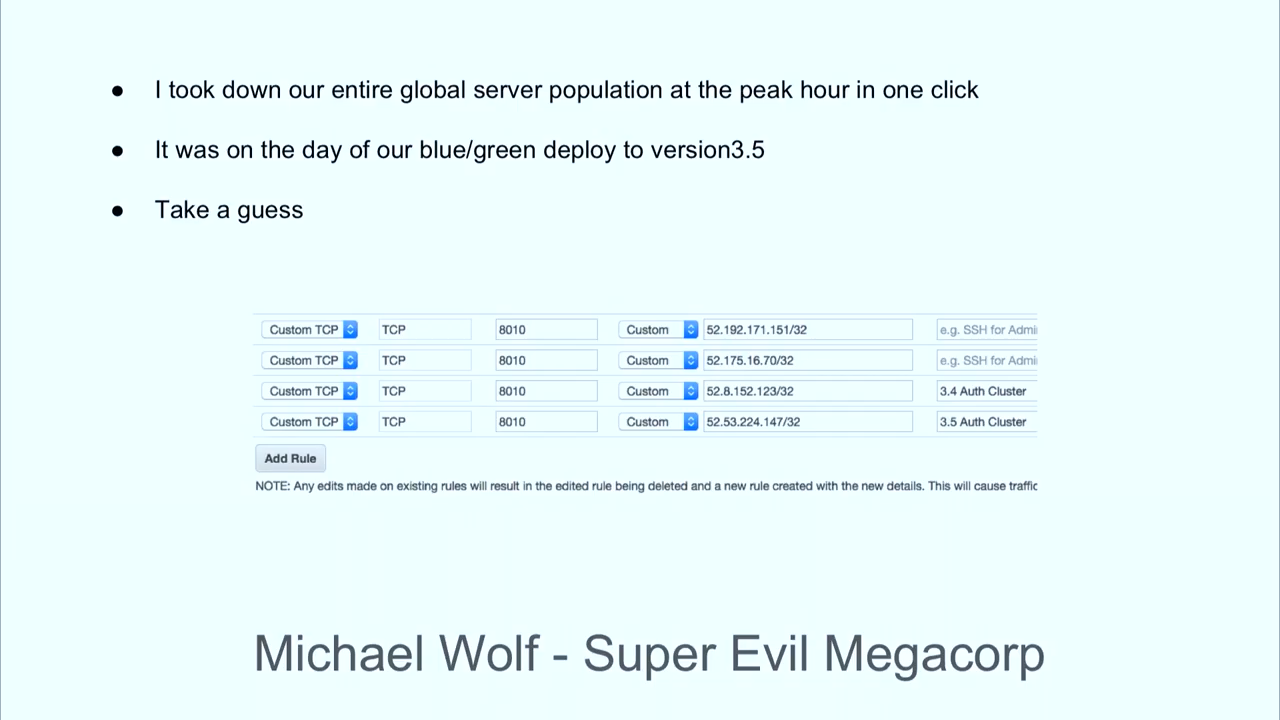 ● I took down our entire global server population at the peak hour in one click
● It was on the day of our blue/green deploy to version3.5
● Take a guess
Custom TCP TCP 8010 Custom 52.192.171.151/32 e.g. SSH for Admi
Custom TCP TCP 8010 Custom 52.175.16.70/32 e.g. SSH for Admi
Custom TCP TCP 8010 Custom 52.8.152.123/32 3.4 Auth Cluster
Custom TCP TCP 8010 Custom 52.53.224.147/32 3.5 Auth Cluster
Add Rule
NOTE: Any edits made on existing rules will result in the edited rule being deleted and a new rule created with the new details. This will cause traffic
Michael Wolf - Super Evil Megacorp